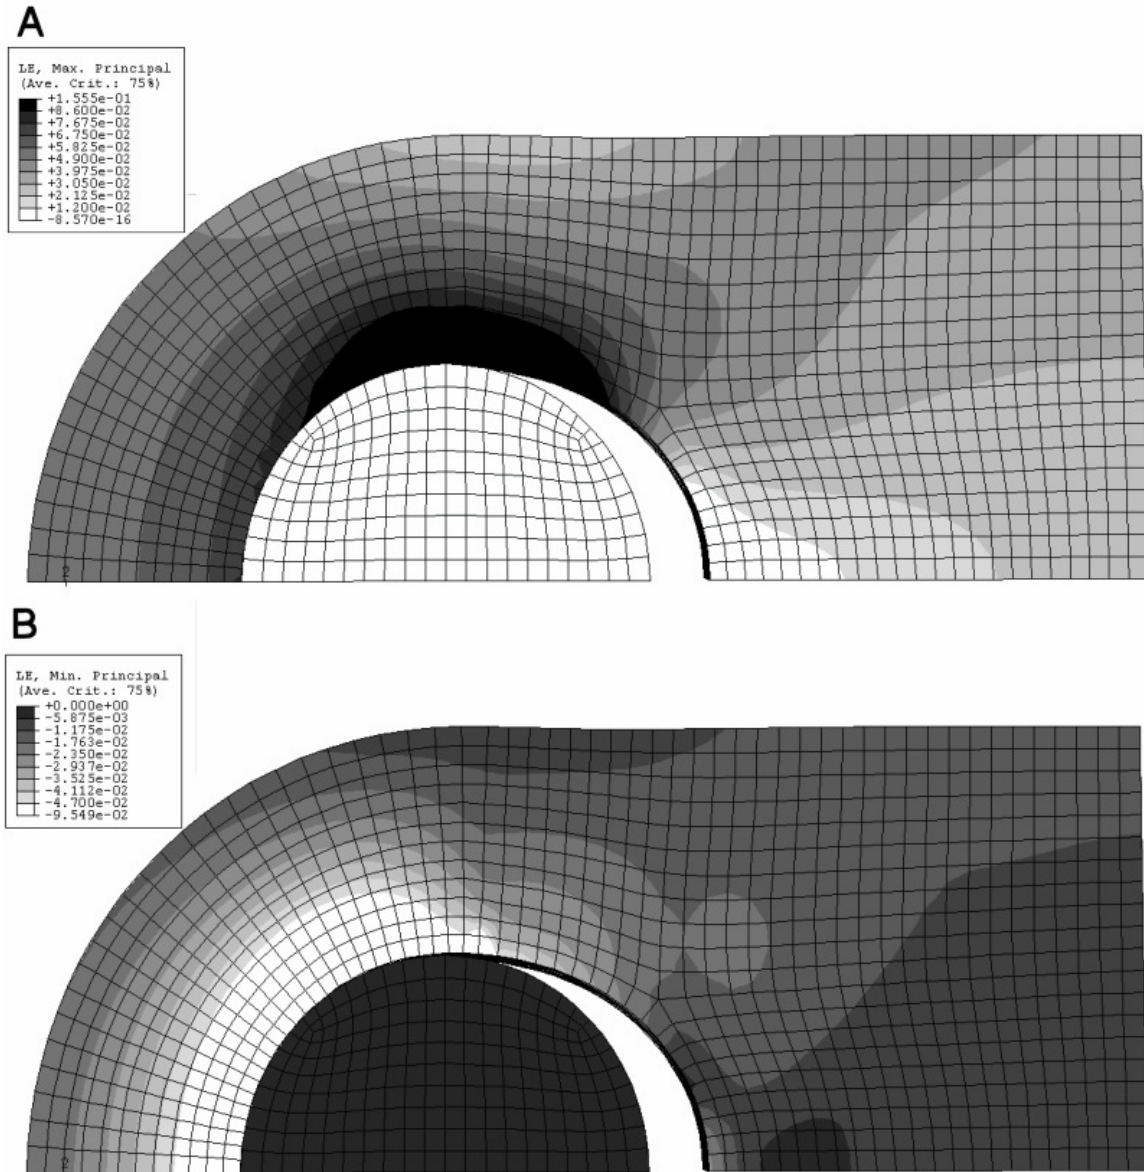 A
LE, Max. Principal
(Ave. Crit.: 75%)
+1.555e-01
+8.600e-02
+7.675e-02
+6.750e-02
+5.825e-02
+4.900e-02
+3.975e-02
+3.050e-02
+2.125e-02
+1.200e-02
-8.570e-16
2
B
LE, Min. Principal
(Ave. Crit.: 75%)
+0.000e+00
-5.875e-03
-1.175e-02
-1.763e-02
-2.350e-02
-2.937e-02
-3.525e-02
-4.112e-02
-4.700e-02
-9.549e-02
2